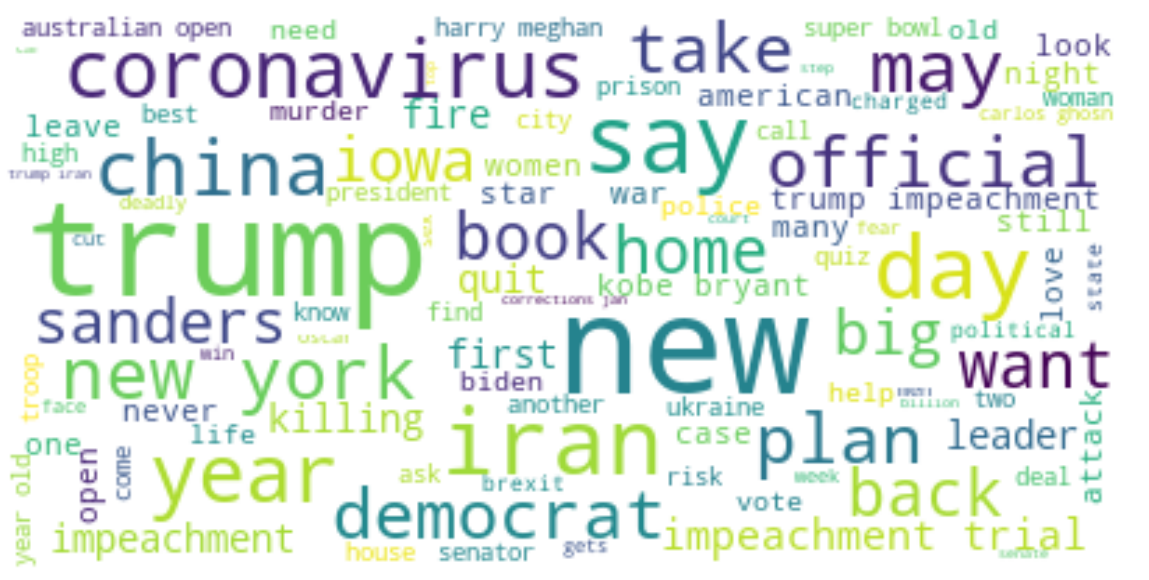 australian open
need
harry meghan
super bowl
old
coronavirus
take
may
look
step
night
prison
american
charged
woman
carlos ghosn
best
murder
fire
city
say
call
leave
high
trump iran
china
iowa
women
official
president
star
war
police
trump impeachment
deadly
court
many
fear
still
trump
cut
sex
book
home
quiz
day
love
state
quit
kobe bryant
corrections jan
sanders
know
find
new
big
political
oscar
win
first
want
new york
biden
troop
face
never
killing
another
ukraine
help
billion
two
life
iran
case
plan
leader
attack
one
open
come
year
ask
brexit
risk
week
back
deal
year old
democrat
vote
impeachment
house
senator
gets
impeachment trial
senate